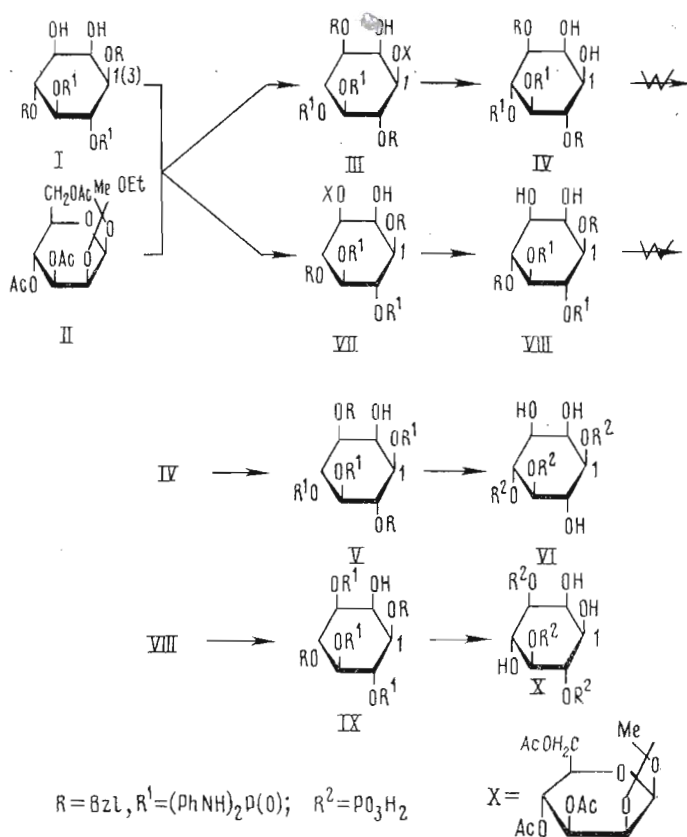 OH OH
OR
OR¹ 1(3)
RO
OR¹
I
CH₂OAc Me OEt
O O
OAc O
AcO
II
RO OH
OX
OR¹ 1
R¹O
OR
III
RO OH
OH
OR¹ 1
R¹O
OR
IV
XO OH
OR
OR¹ 1
RO
OR¹
VII
HO OH
OR
OR¹ 1
RO
OR¹
VIII
OR OH
OR¹
OR¹ 1
R¹O
OR
IV
V
HO OH
OR²
OR² 1
R²O
OH
VI
OR¹ OH
OR
OR¹ 1
RO
OR¹
VIII
IX
R²O OH
OH
OR² 1
HO
OR²
X
R = Bzl, R¹ = (PhNH)₂P(O); R² = PO₃H₂
X =
Me
AcOH₂C
O O
OAc O
AcO